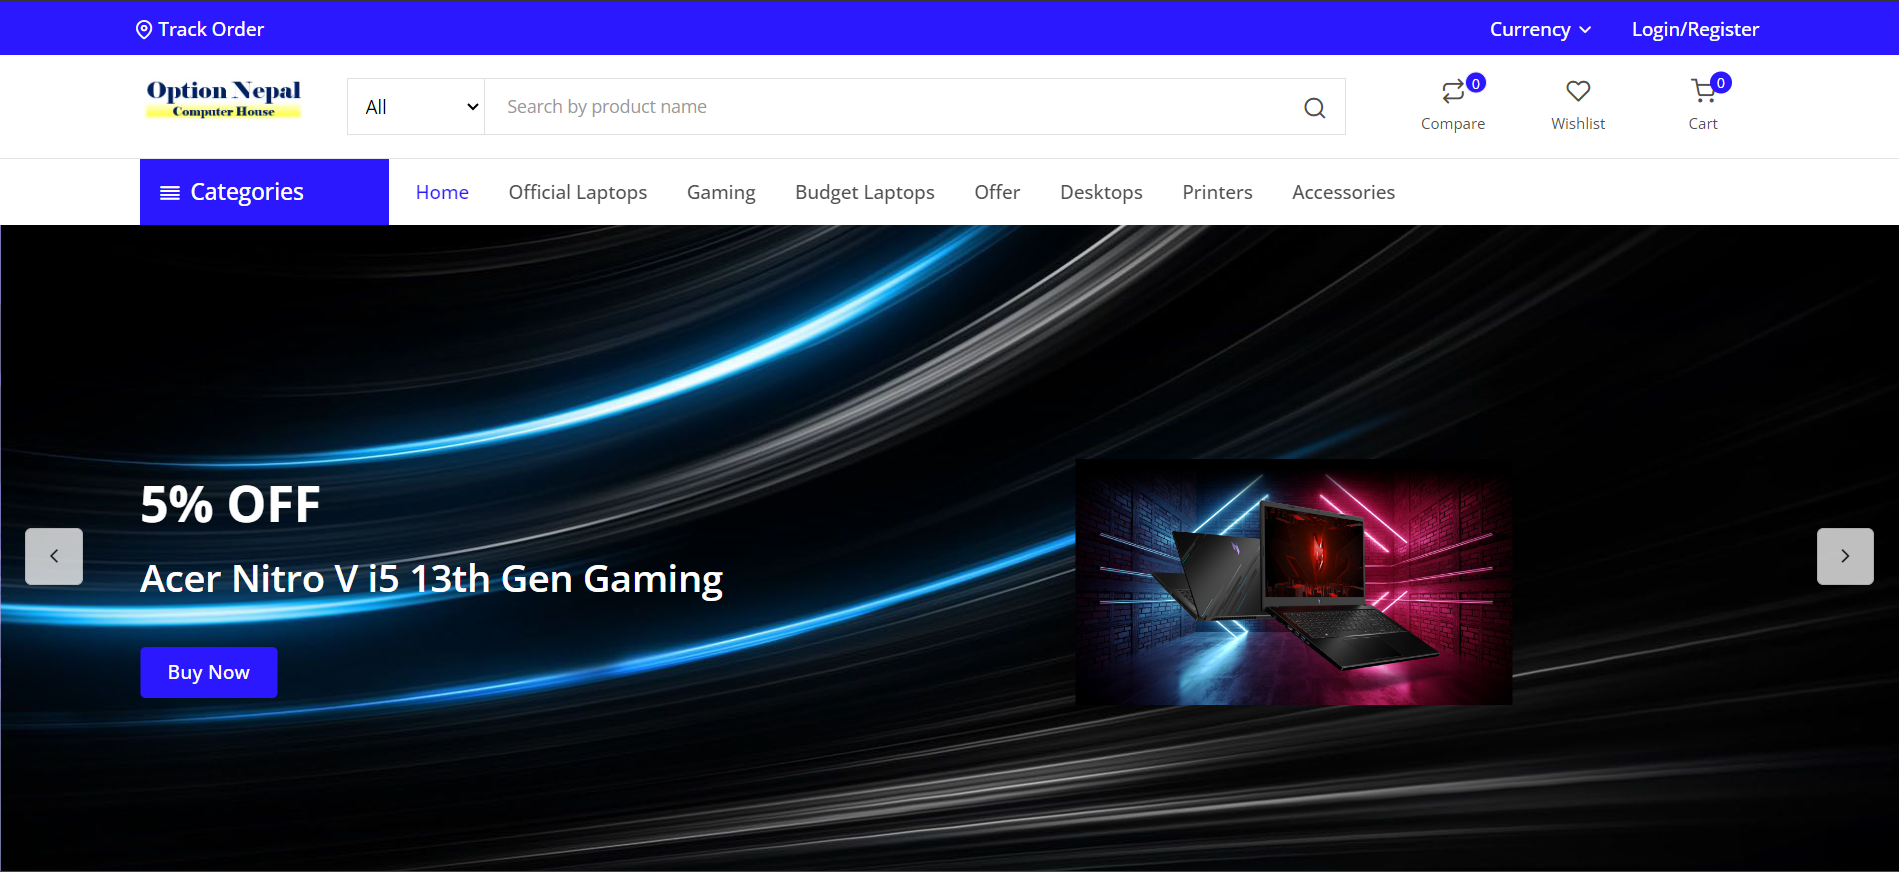 Track Order
Currency
Login/Register
Option Nepal
Computer House
All
Search by product name
0
Compare
Wishlist
0
Cart
Categories
Home
Official Laptops
Gaming
Budget Laptops
Offer
Desktops
Printers
Accessories
5% OFF
Acer Nitro V i5 13th Gen Gaming
Buy Now